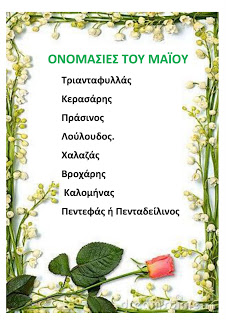 ΟΝΟΜΑΣΙΕΣ ΤΟΥ ΜΑΪΟΥ
Τριανταφυλλάς
Κερασάρης
Πράσινος
Λούλουδος.
Χαλαζάς
Βροχάρης
Καλομήνας
Πεντεφάς ή Πενταδείλινος